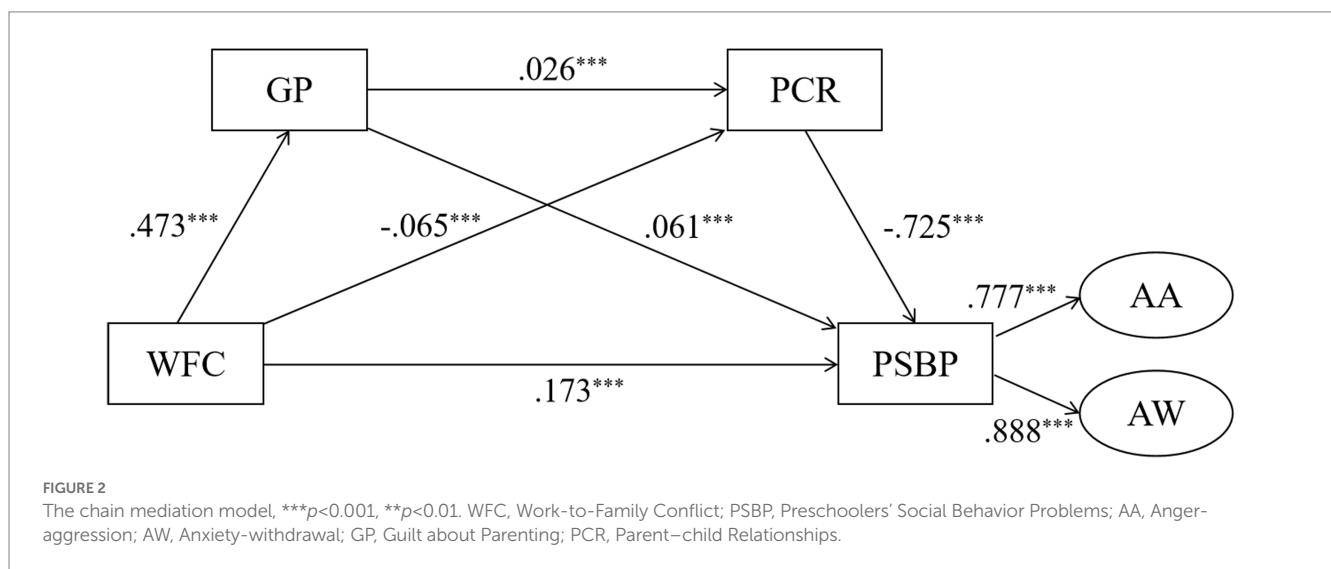 .026***
GP
PCR
.473***
-.065***
.061***
-.725***
.777***
AA
WFC
.173***
PSBP
AW
.888***
FIGURE 2
The chain mediation model, ***p<0.001, **p<0.01. WFC, Work-to-Family Conflict; PSBP, Preschoolers’ Social Behavior Problems; AA, Anger-
aggression; AW, Anxiety-withdrawal; GP, Guilt about Parenting; PCR, Parent–child Relationships.